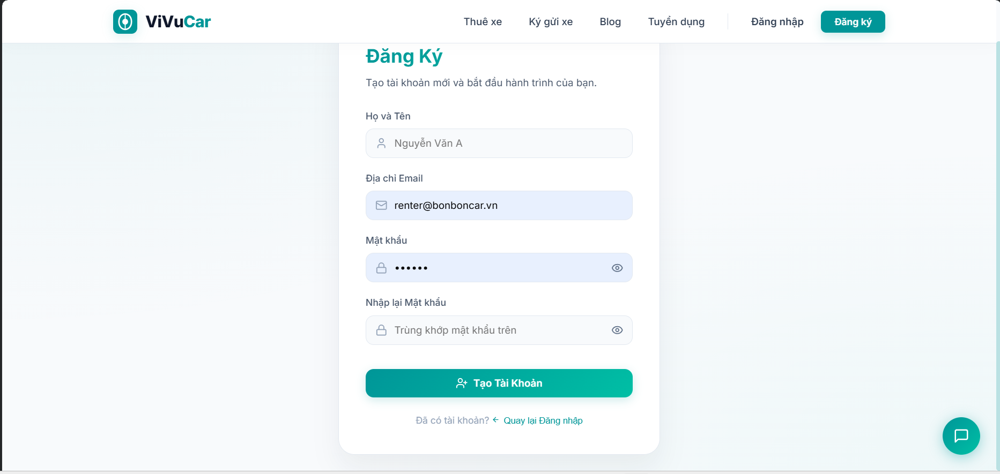 ViVuCar
Thuê xe
Ký gửi xe
Blog
Tuyển dụng
Đăng nhập
Đăng ký
Đăng Ký
Tạo tài khoản mới và bắt đầu hành trình của bạn.
Họ và Tên
Nguyễn Văn A
Địa chỉ Email
renter@bonboncar.vn
Mật khẩu
••••••
Nhập lại Mật khẩu
Trùng khớp mật khẩu trên
Tạo Tài Khoản
Đã có tài khoản? ← Quay lại Đăng nhập